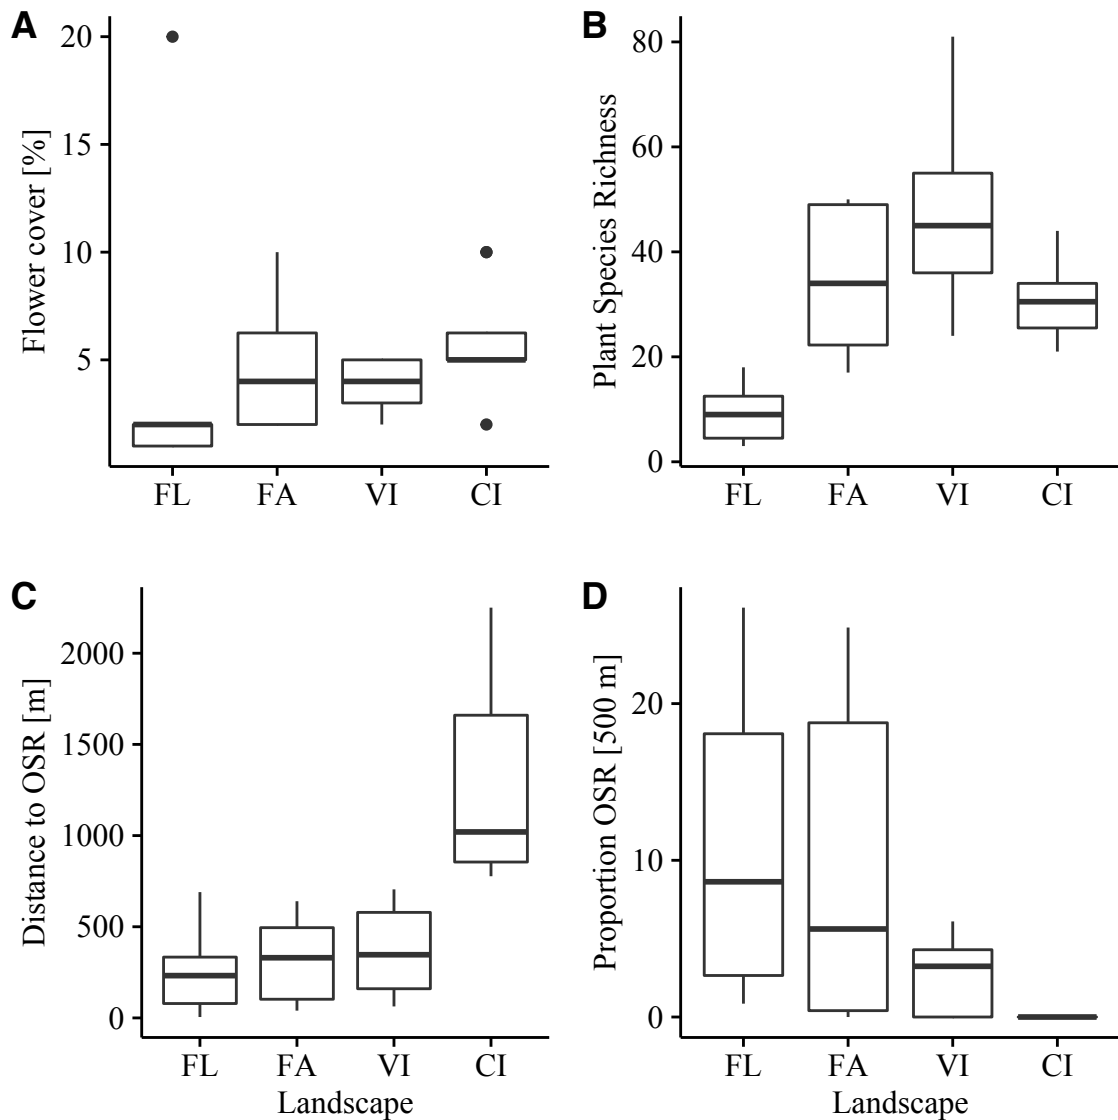 A
Flower cover [%]
20
15
10
5
FL FA VI CI
B
Plant Species Richness
80
60
40
20
0
FL FA VI CI
C
Distance to OSR [m]
2000
1500
1000
500
0
FL FA VI CI
Landscape
D
Proportion OSR [500 m]
20
10
0
FL FA VI CI
Landscape